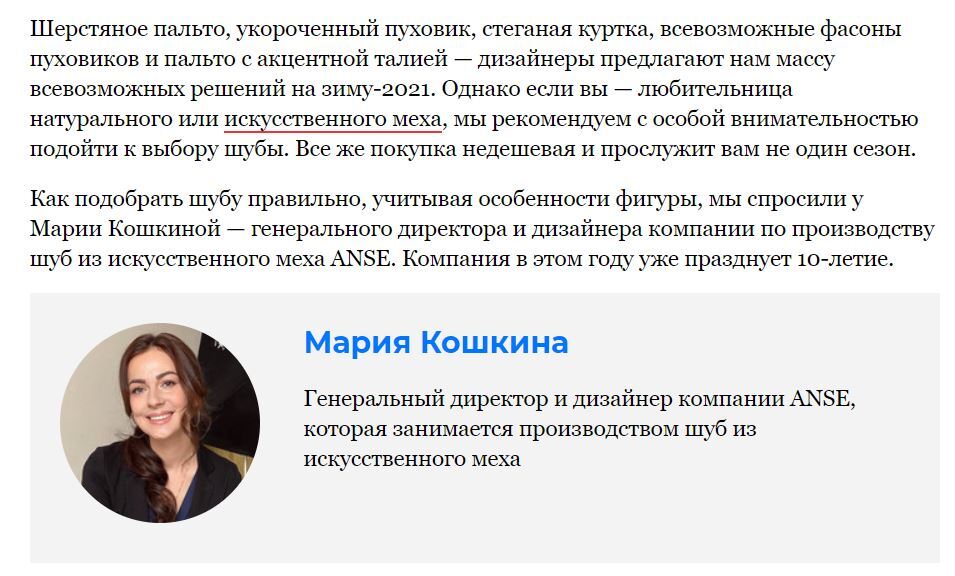 Шерстяное пальто, укороченный пуховик, стеганая куртка, всевозможные фасоны
пуховиков и пальто с акцентной талией — дизайнеры предлагают нам массу
всевозможных решений на зиму-2021. Однако если вы — любительница
натурального или искусственного меха, мы рекомендуем с особой внимательностью
подойти к выбору шубы. Все же покупка недешевая и прослужит вам не один сезон.
Как подобрать шубу правильно, учитывая особенности фигуры, мы спросили у
Марии Кошкиной — генерального директора и дизайнера компании по производству
шуб из искусственного меха ANSE. Компания в этом году уже празднует 10-летие.
Мария Кошкина
Генеральный директор и дизайнер компании ANSE,
которая занимается производством шуб из
искусственного меха